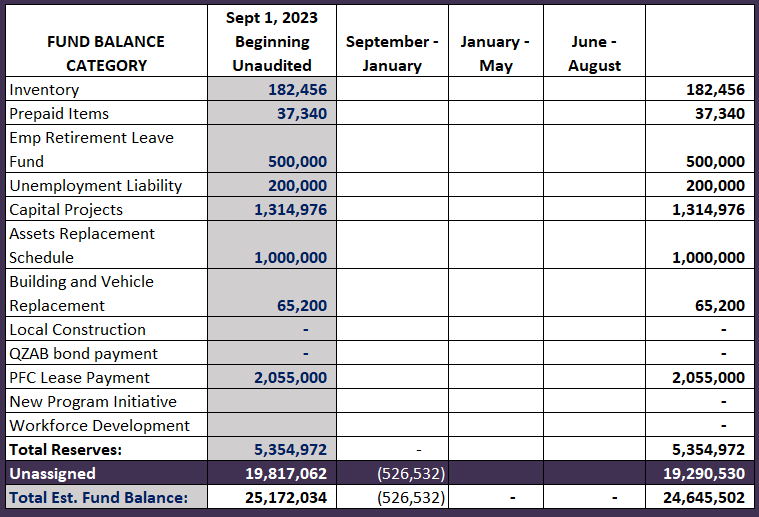 FUND BALANCE CATEGORY Sept 1, 2023 Beginning Unaudited September - January January - May June - August
Inventory 182,456 182,456
Prepaid Items 37,340 37,340
Emp Retirement Leave
Fund 500,000 500,000
Unemployment Liability 200,000 200,000
Capital Projects 1,314,976 1,314,976
Assets Replacement
Schedule 1,000,000 1,000,000
Building and Vehicle
Replacement 65,200 65,200
Local Construction - -
QZAB bond payment - -
PFC Lease Payment 2,055,000 2,055,000
New Program Initiative -
Workforce Development -
Total Reserves: 5,354,972 - 5,354,972
Unassigned 19,817,062 (526,532) 19,290,530
Total Est. Fund Balance: 25,172,034 (526,532) - - 24,645,502